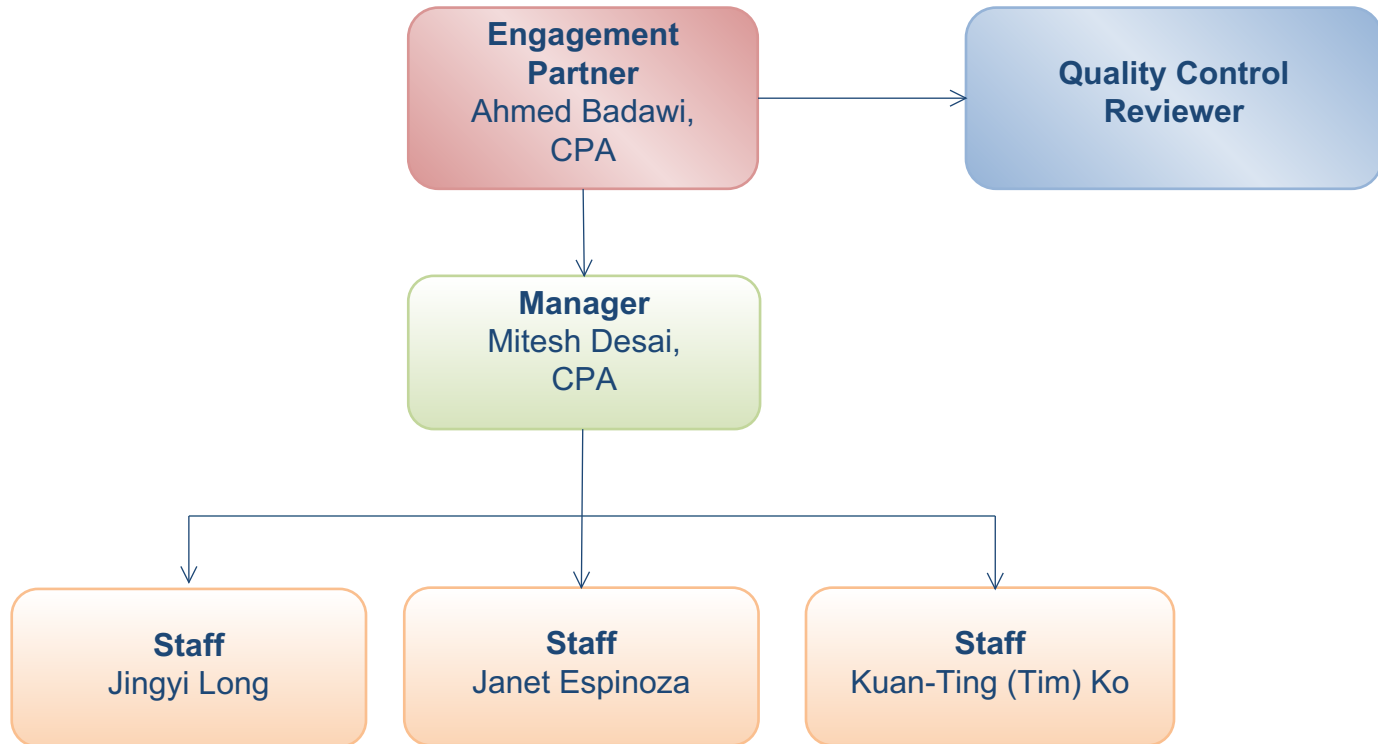 Engagement
Partner
Ahmed Badawi,
CPA
Quality Control
Reviewer
Manager
Mitesh Desai,
CPA
Staff
Jingyi Long
Staff
Janet Espinoza
Staff
Kuan-Ting (Tim) Ko